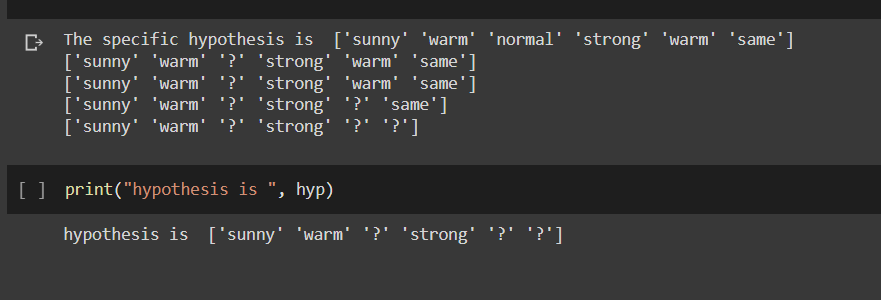 The specific hypothesis is  ['sunny' 'warm' 'normal' 'strong' 'warm' 'same']
['sunny' 'warm' '?' 'strong' 'warm' 'same']
['sunny' 'warm' '?' 'strong' 'warm' 'same']
['sunny' 'warm' '?' 'strong' '?' 'same']
['sunny' 'warm' '?' 'strong' '?' '?']
[ ] print("hypothesis is ", hyp)
hypothesis is  ['sunny' 'warm' '?' 'strong' '?' '?']